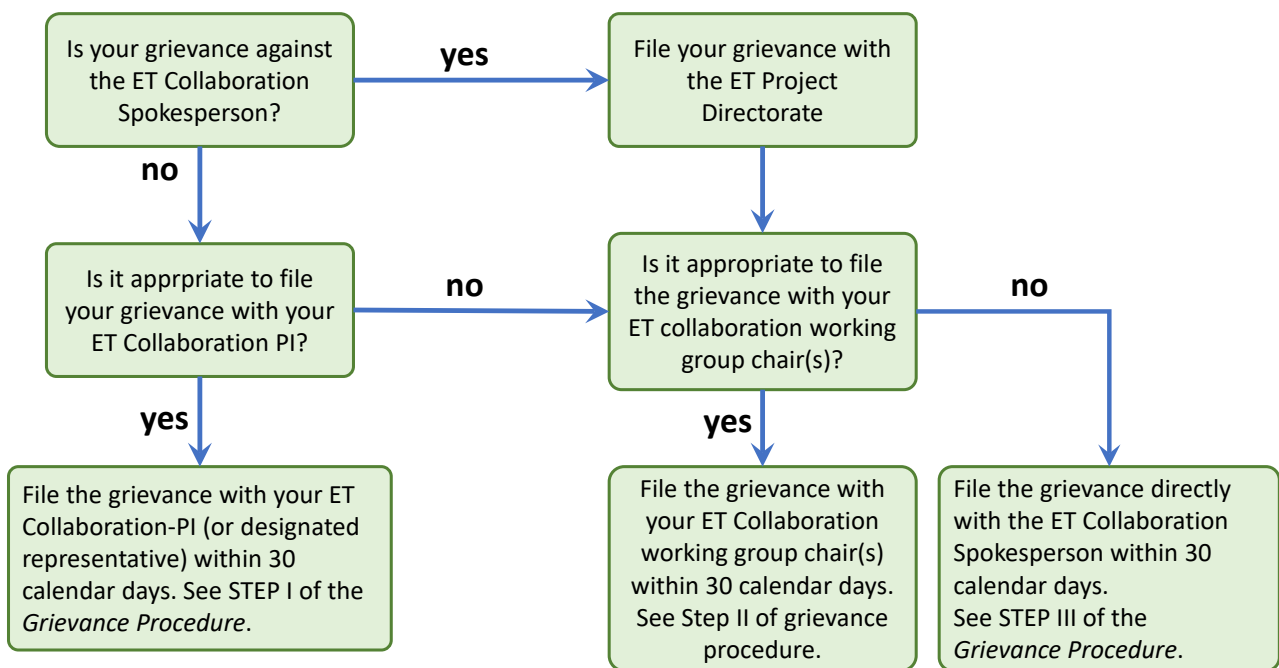 Is your grievance against
the ET Collaboration
Spokesperson?
yes
File your grievance with
the ET Project
Directorate
no
Is it apprpriate to file
your grievance with your
ET Collaboration PI?
no
Is it appropriate to file
the grievance with your
ET collaboration working
group chair(s)?
no
yes
yes
File the grievance with your ET
Collaboration-PI (or designated
representative) within 30
calendar days. See STEP I of the
Grievance Procedure.
File the grievance with
your ET Collaboration
working group chair(s)
within 30 calendar days.
See Step II of grievance
procedure.
File the grievance directly
with the ET Collaboration
Spokesperson within 30
calendar days.
See STEP III of the
Grievance Procedure.